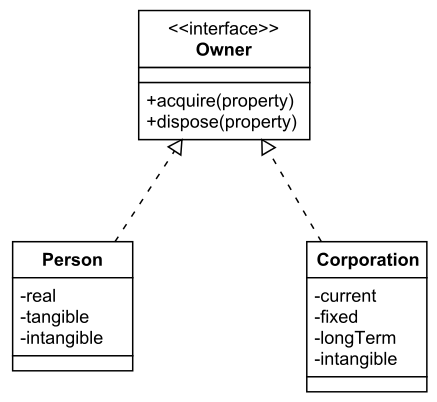 <<interface>>
Owner
+acquire(property)
+dispose(property)
Person
-real
-tangible
-intangible
Corporation
-current
-fixed
-longTerm
-intangible